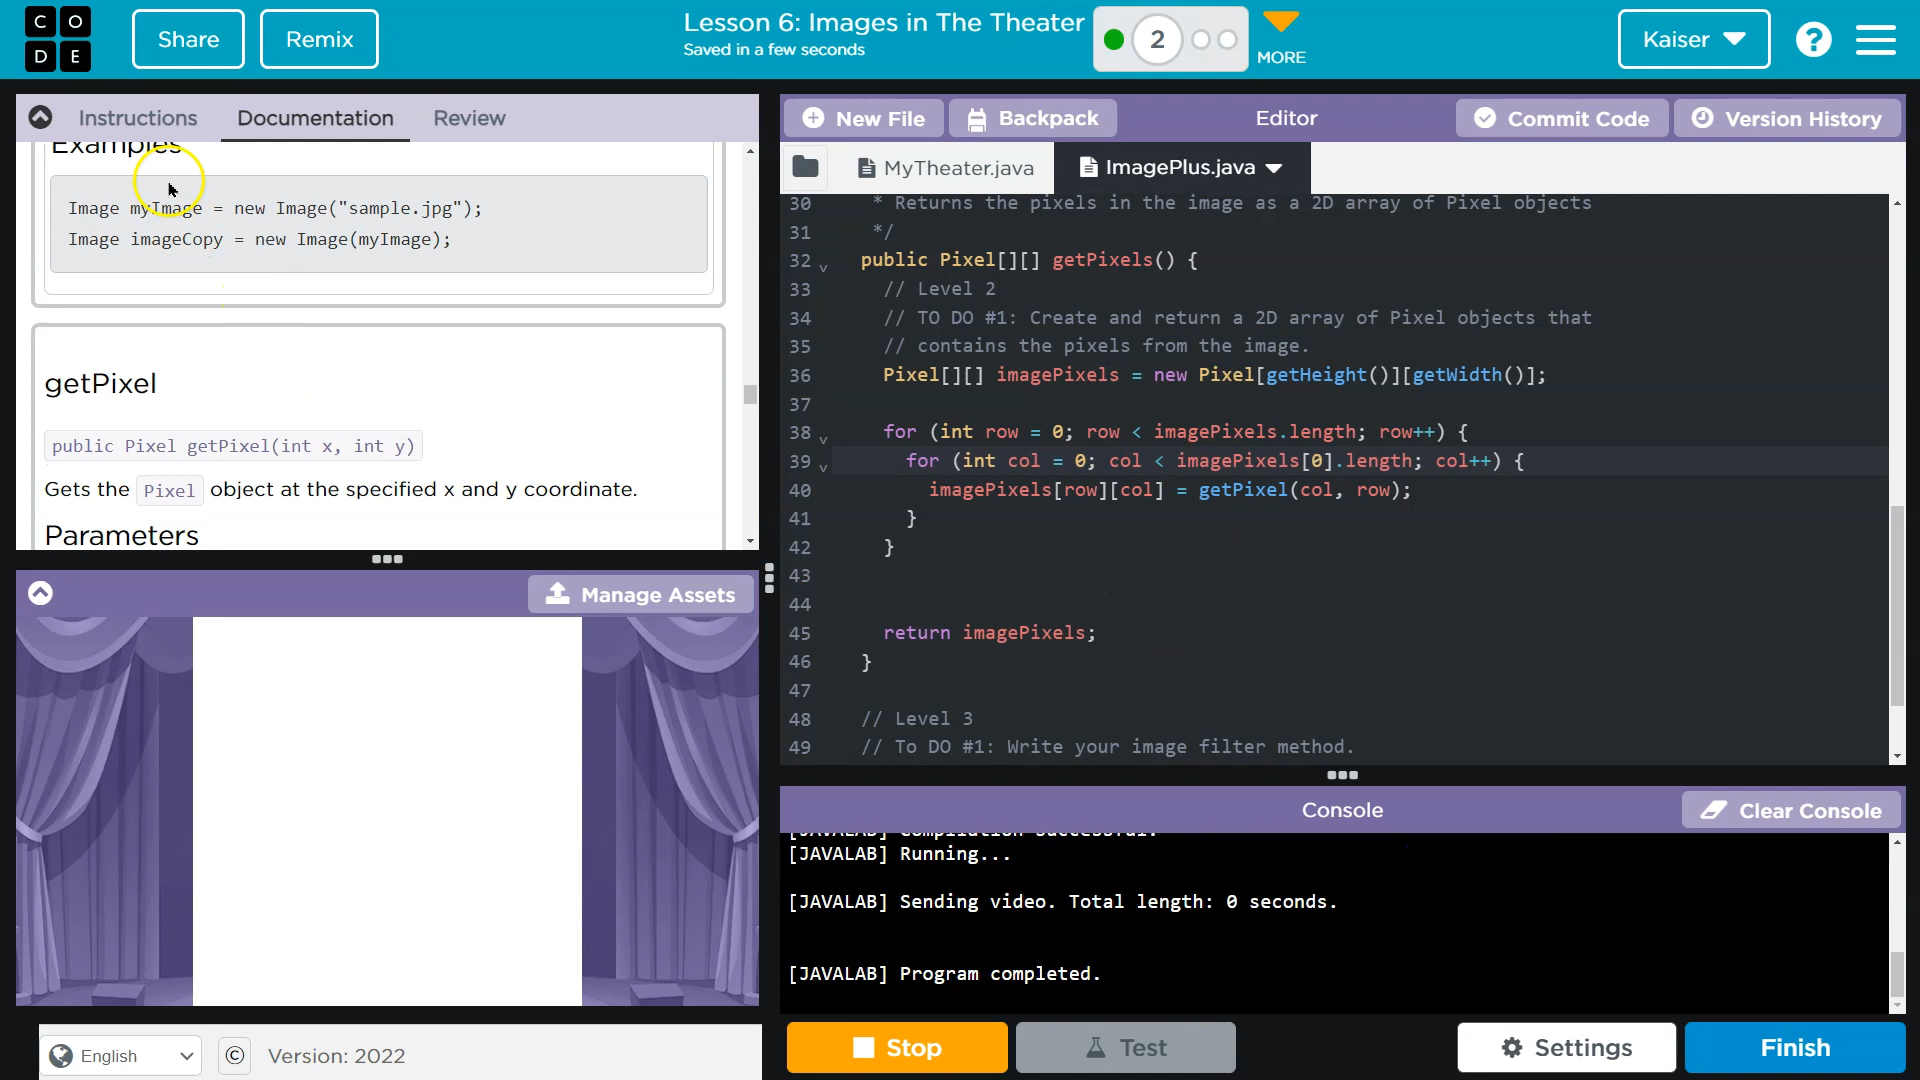 C O
D E
Share
Remix
Lesson 6: Images in The Theater
Saved in a few seconds
2
MORE
Kaiser
?
Instructions
Documentation
Review
Examples
Image myImage = new Image("sample.jpg");
Image imageCopy = new Image(myImage);
getPixel
public Pixel getPixel(int x, int y)
Gets the Pixel object at the specified x and y coordinate.
Parameters
Manage Assets
English
©
Version: 2022
New File
Backpack
Editor
Commit Code
Version History
MyTheater.java
ImagePlus.java
30 * Returns the pixels in the image as a 2D array of Pixel objects
31 */
32 public Pixel[][] getPixels() {
33 // Level 2
34 // TO DO #1: Create and return a 2D array of Pixel objects that
35 // contains the pixels from the image.
36 Pixel[][] imagePixels = new Pixel[getHeight()][getWidth()];
37
38 for (int row = 0; row < imagePixels.length; row++) {
39 for (int col = 0; col < imagePixels[0].length; col++) {
40 imagePixels[row][col] = getPixel(col, row);
41 }
42 }
43
44
45 return imagePixels;
46 }
47
48 // Level 3
49 // To DO #1: Write your image filter method.
Console
Clear Console
[JAVALAB] Compilation successful.
[JAVALAB] Running...
[JAVALAB] Sending video. Total length: 0 seconds.
[JAVALAB] Program completed.
Stop
Test
Settings
Finish